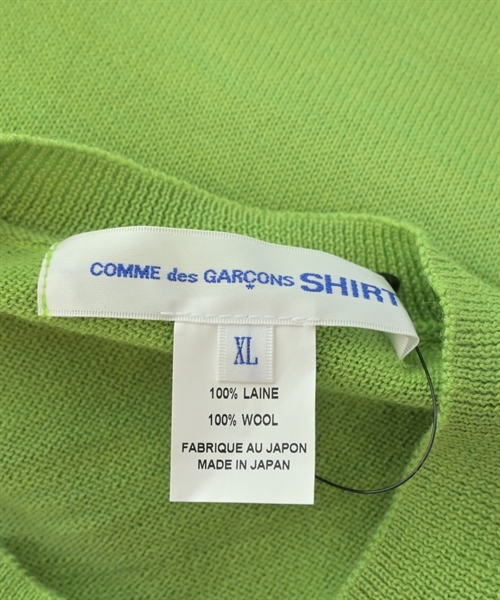 COMME des GARÇONS SHIRT
XL
100% LAINE
100% WOOL
FABRIQUE AU JAPON
MADE IN JAPAN